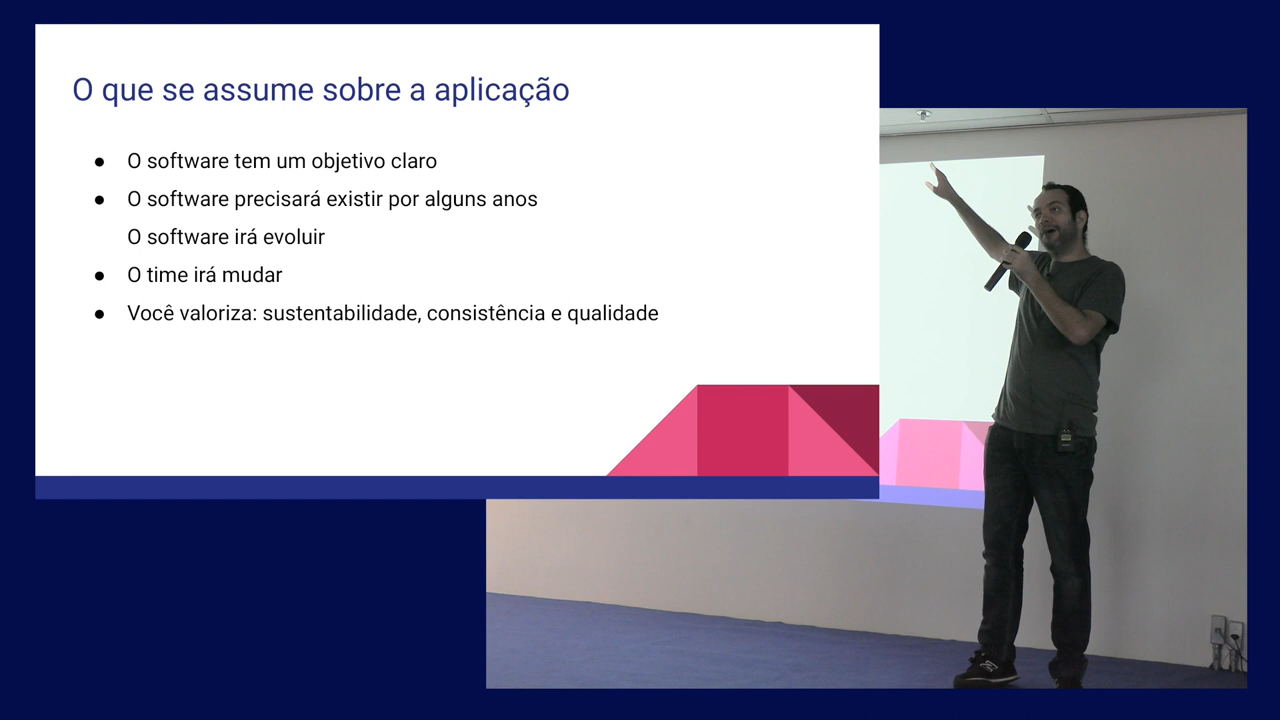 O que se assume sobre a aplicação
● O software tem um objetivo claro
● O software precisará existir por alguns anos
O software irá evoluir
● O time irá mudar
● Você valoriza: sustentabilidade, consistência e qualidade